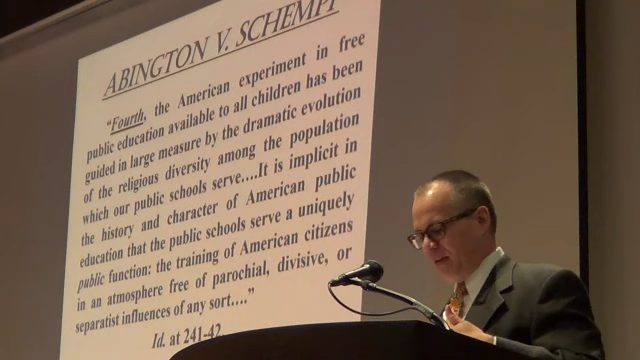 ABINGTON V. SCHEMPP
"Fourth, the American experiment in free
public education available to all children has been
guided in large measure by the dramatic evolution
of the religious diversity among the population
which our public schools serve....It is implicit in
the history and character of American public
education that the public schools serve a uniquely
public function: the training of American citizens
in an atmosphere free of parochial, divisive, or
separatist influences of any sort...."
Id. at 241-42.